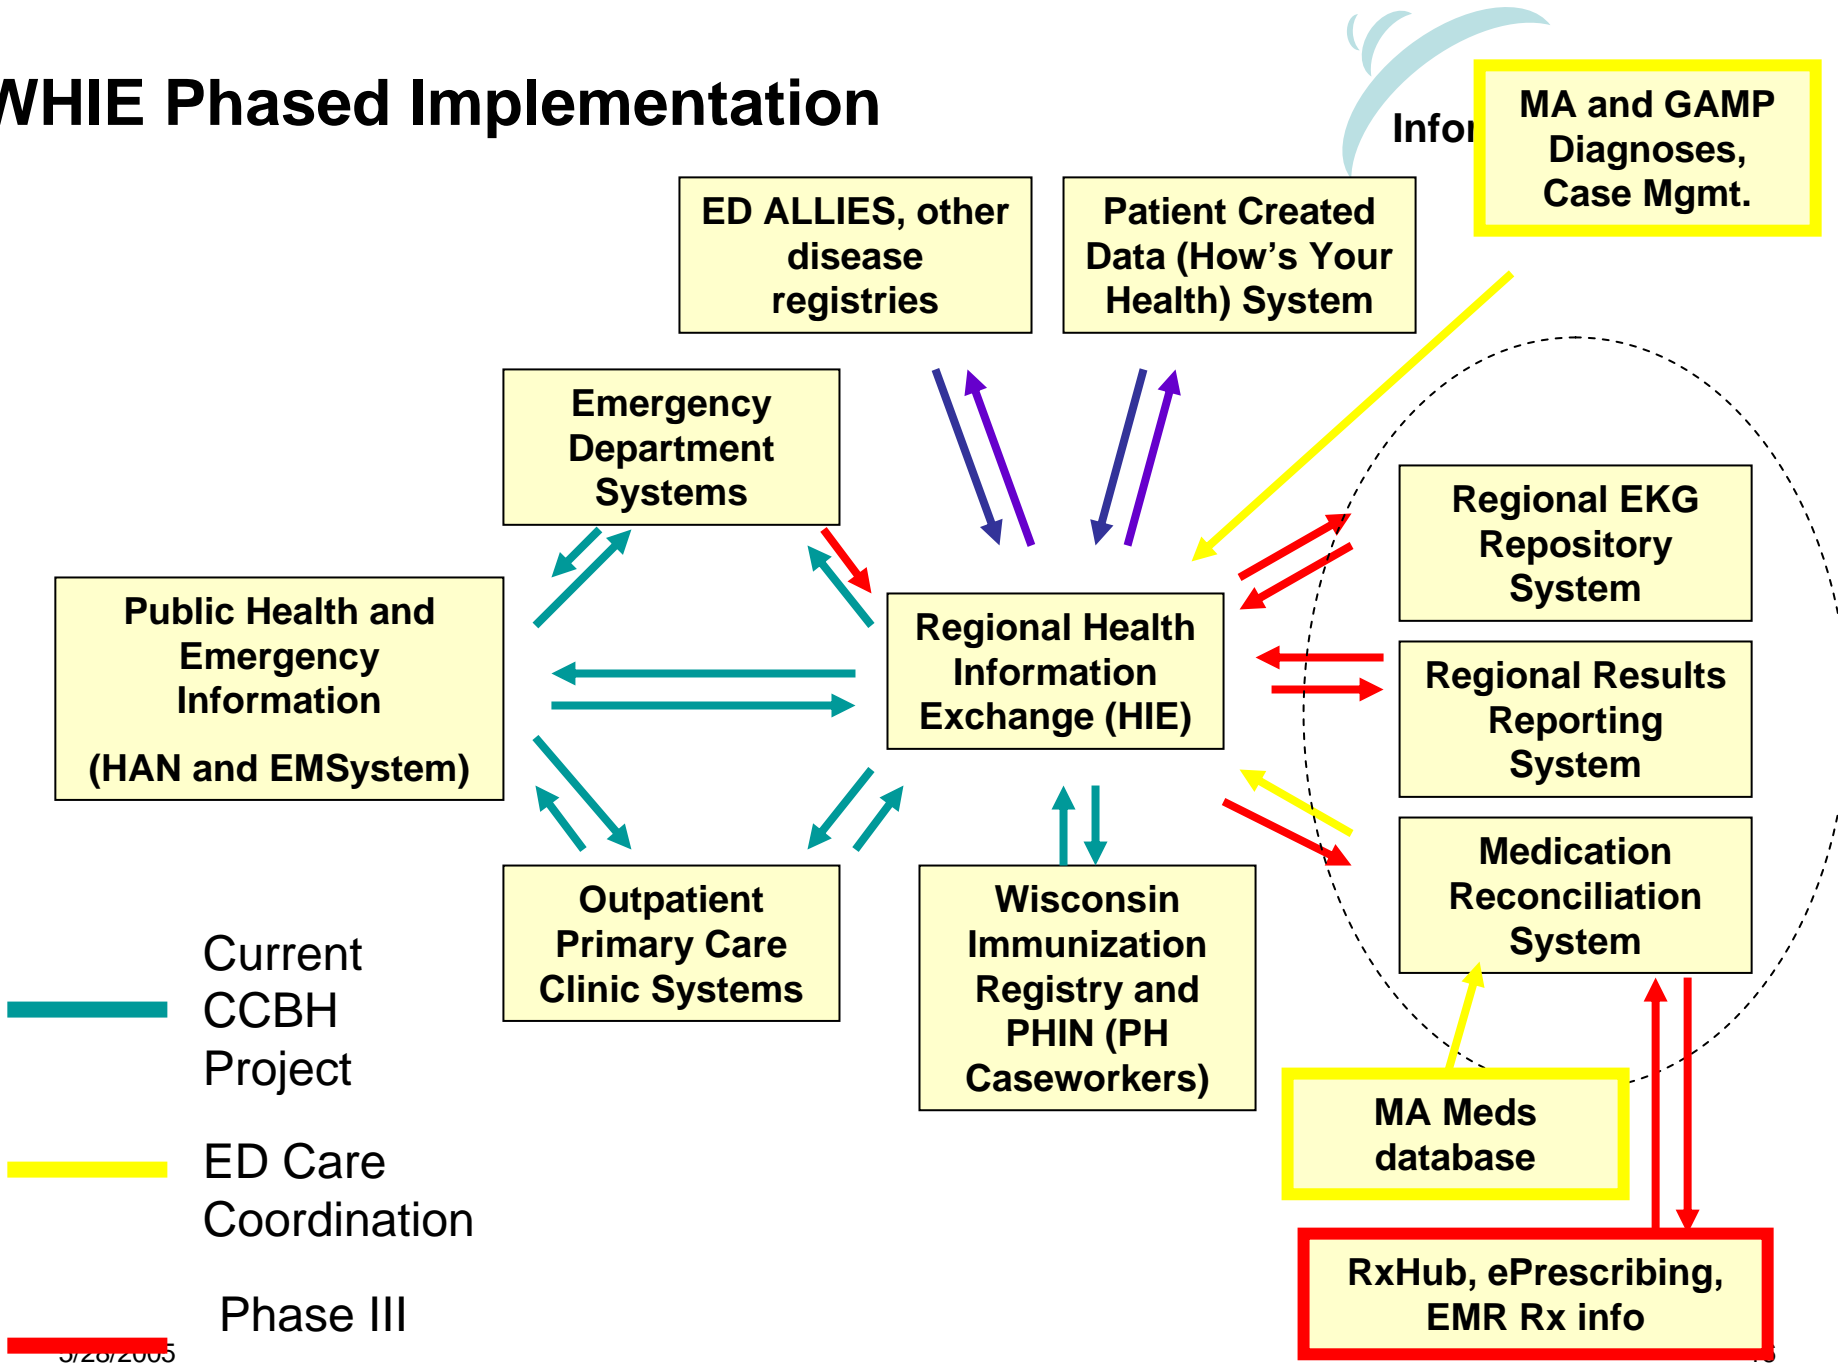 WHIE Phased Implementation
MA and GAMP
Diagnoses,
Case Mgmt.
ED ALLIES, other
disease
registries
Patient Created
Data (How’s Your
Health) System
Emergency
Department
Systems
Regional EKG
Repository
System
Public Health and
Emergency
Information
(HAN and EMSystem)
Regional Health
Information
Exchange (HIE)
Regional Results
Reporting
System
Medication
Reconciliation
System
Outpatient
Primary Care
Clinic Systems
Wisconsin
Immunization
Registry and
PHIN (PH
Caseworkers)
MA Meds
database
RxHub, ePrescribing,
EMR Rx info
Current
CCBH
Project
ED Care
Coordination
Phase III
5/28/2005